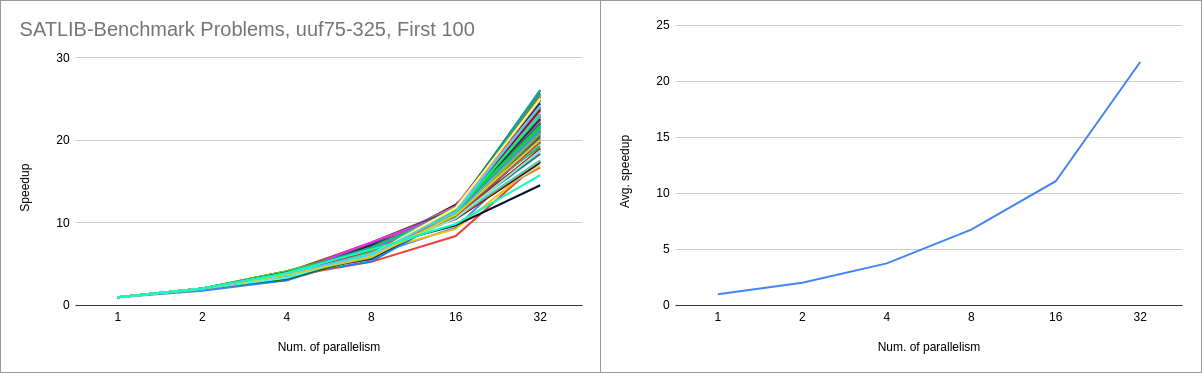 SATLIB-Benchmark Problems, uuf75-325, First 100
30
20
10
0
Speedup
1 2 4 8 16 32
Num. of parallelism
25
20
15
10
5
0
Avg. speedup
1 2 4 8 16 32
Num. of parallelism